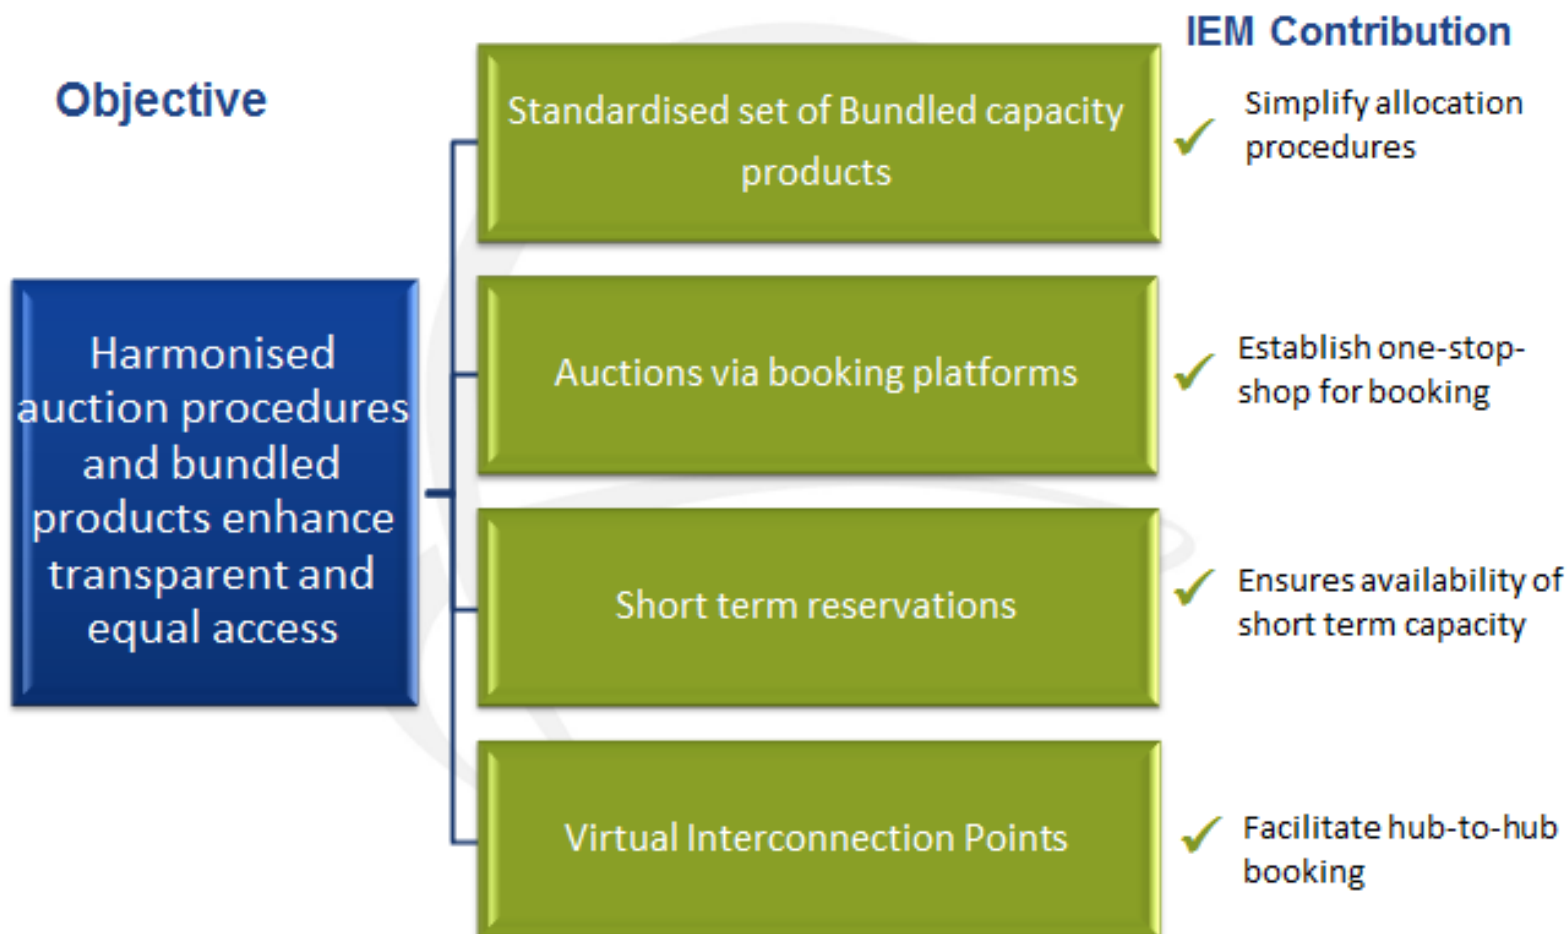 Objective
IEM Contribution
Harmonised
auction procedures
and bundled
products enhance
transparent and
equal access
Standardised set of Bundled capacity
products
Simplify allocation
procedures
Auctions via booking platforms
Establish one-stop-
shop for booking
Short term reservations
Ensures availability of
short term capacity
Virtual Interconnection Points
Facilitate hub-to-hub
booking